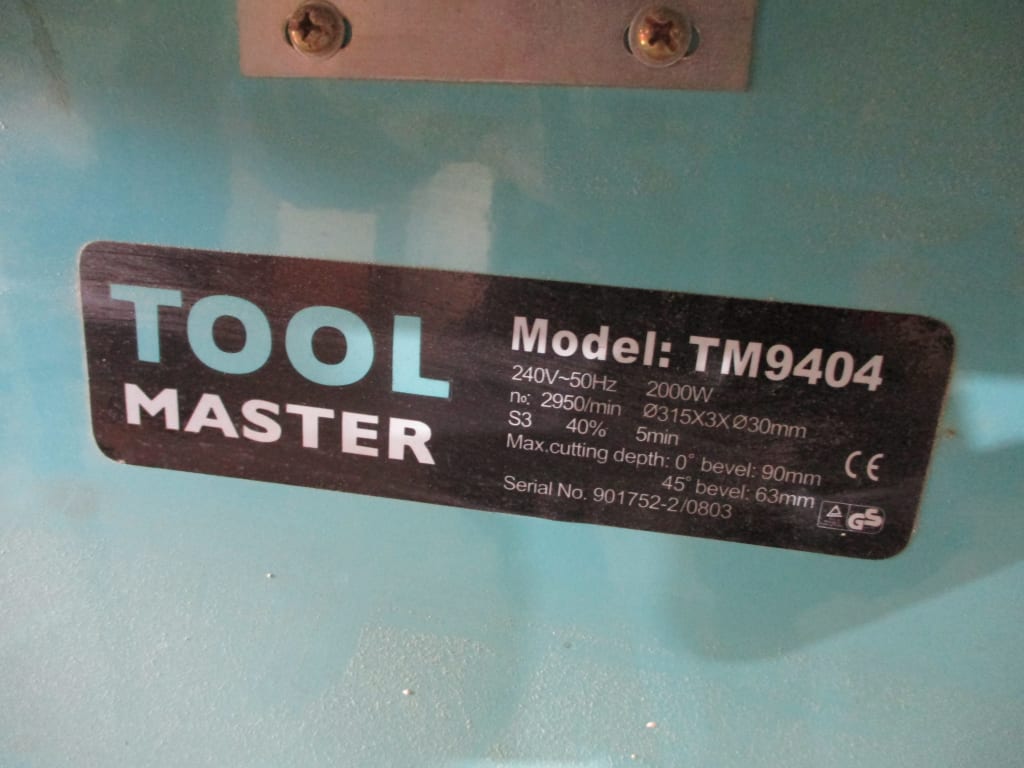 TOOL
MASTER
Model: TM9404
240V~50Hz 2000W
n₀: 2950/min Ø315X3XØ30mm
S3 40% 5min
Max.cutting depth: 0° bevel: 90mm
45° bevel: 63mm
Serial No. 901752-2/0803
CE
GS